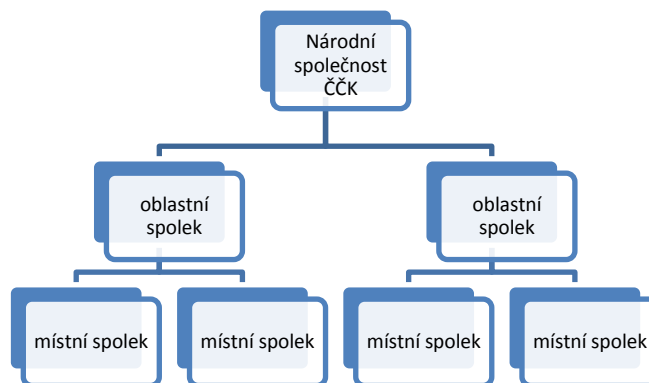 Národní
společnost
ČČK
oblastní
spolek
oblastní
spolek
místní spolek
místní spolek
místní spolek
místní spolek